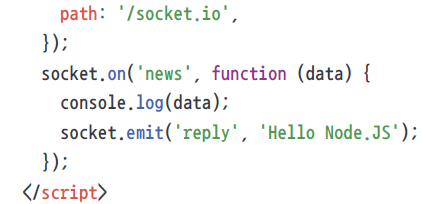 path: '/socket.io',
  });
  socket.on('news', function (data) {
    console.log(data);
    socket.emit('reply', 'Hello Node.JS');
  });
</script>